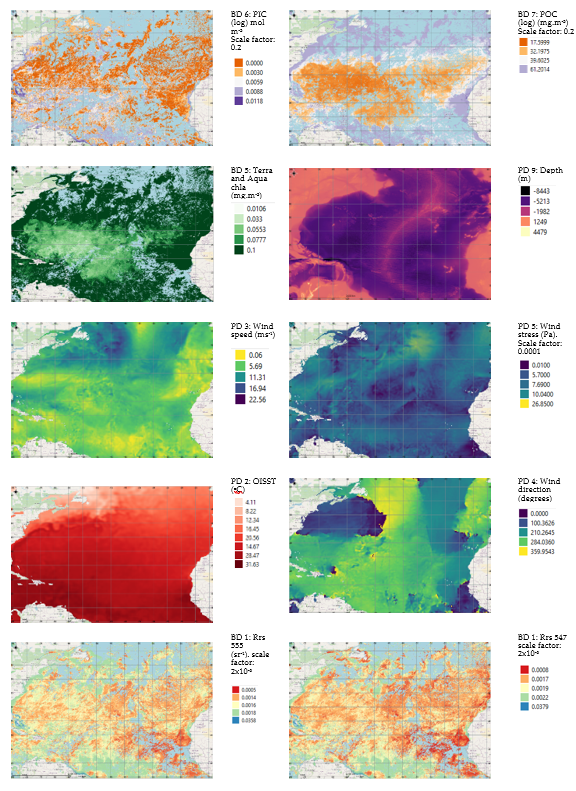 BD 6: PIC
(log) mol
m⁻³
Scale factor:
0.2
0.0000
0.0030
0.0059
0.0088
0.0118
BD 7: POC
(log) (mg.m⁻³)
Scale factor: 0.2
17.5999
32.1975
39.6025
61.2014
BD 5: Terra
and Aqua
chla
(mg.m⁻³)
0.0106
0.033
0.0553
0.0777
0.1
PD 9: Depth
(m)
-8443
-5213
-1982
1249
4479
PD 3: Wind
speed (ms⁻¹)
0.06
5.69
11.31
16.94
22.56
PD 5: Wind
stress (Pa).
Scale factor:
0.0001
0.0100
5.7000
7.6900
10.0400
26.8500
PD 2: OISST
(°C)
4.11
8.22
12.34
16.45
20.56
14.67
28.47
31.63
PD 4: Wind
direction
(degrees)
0.0000
100.3626
210.2645
284.0360
359.9543
BD 1: Rrs
555
(sr⁻¹). scale
factor:
0.0005
0.0014
0.0016
0.0018
0.0358
BD 1: Rrs 547
scale factor:
0.0008
0.0017
0.0019
0.0022
0.0379